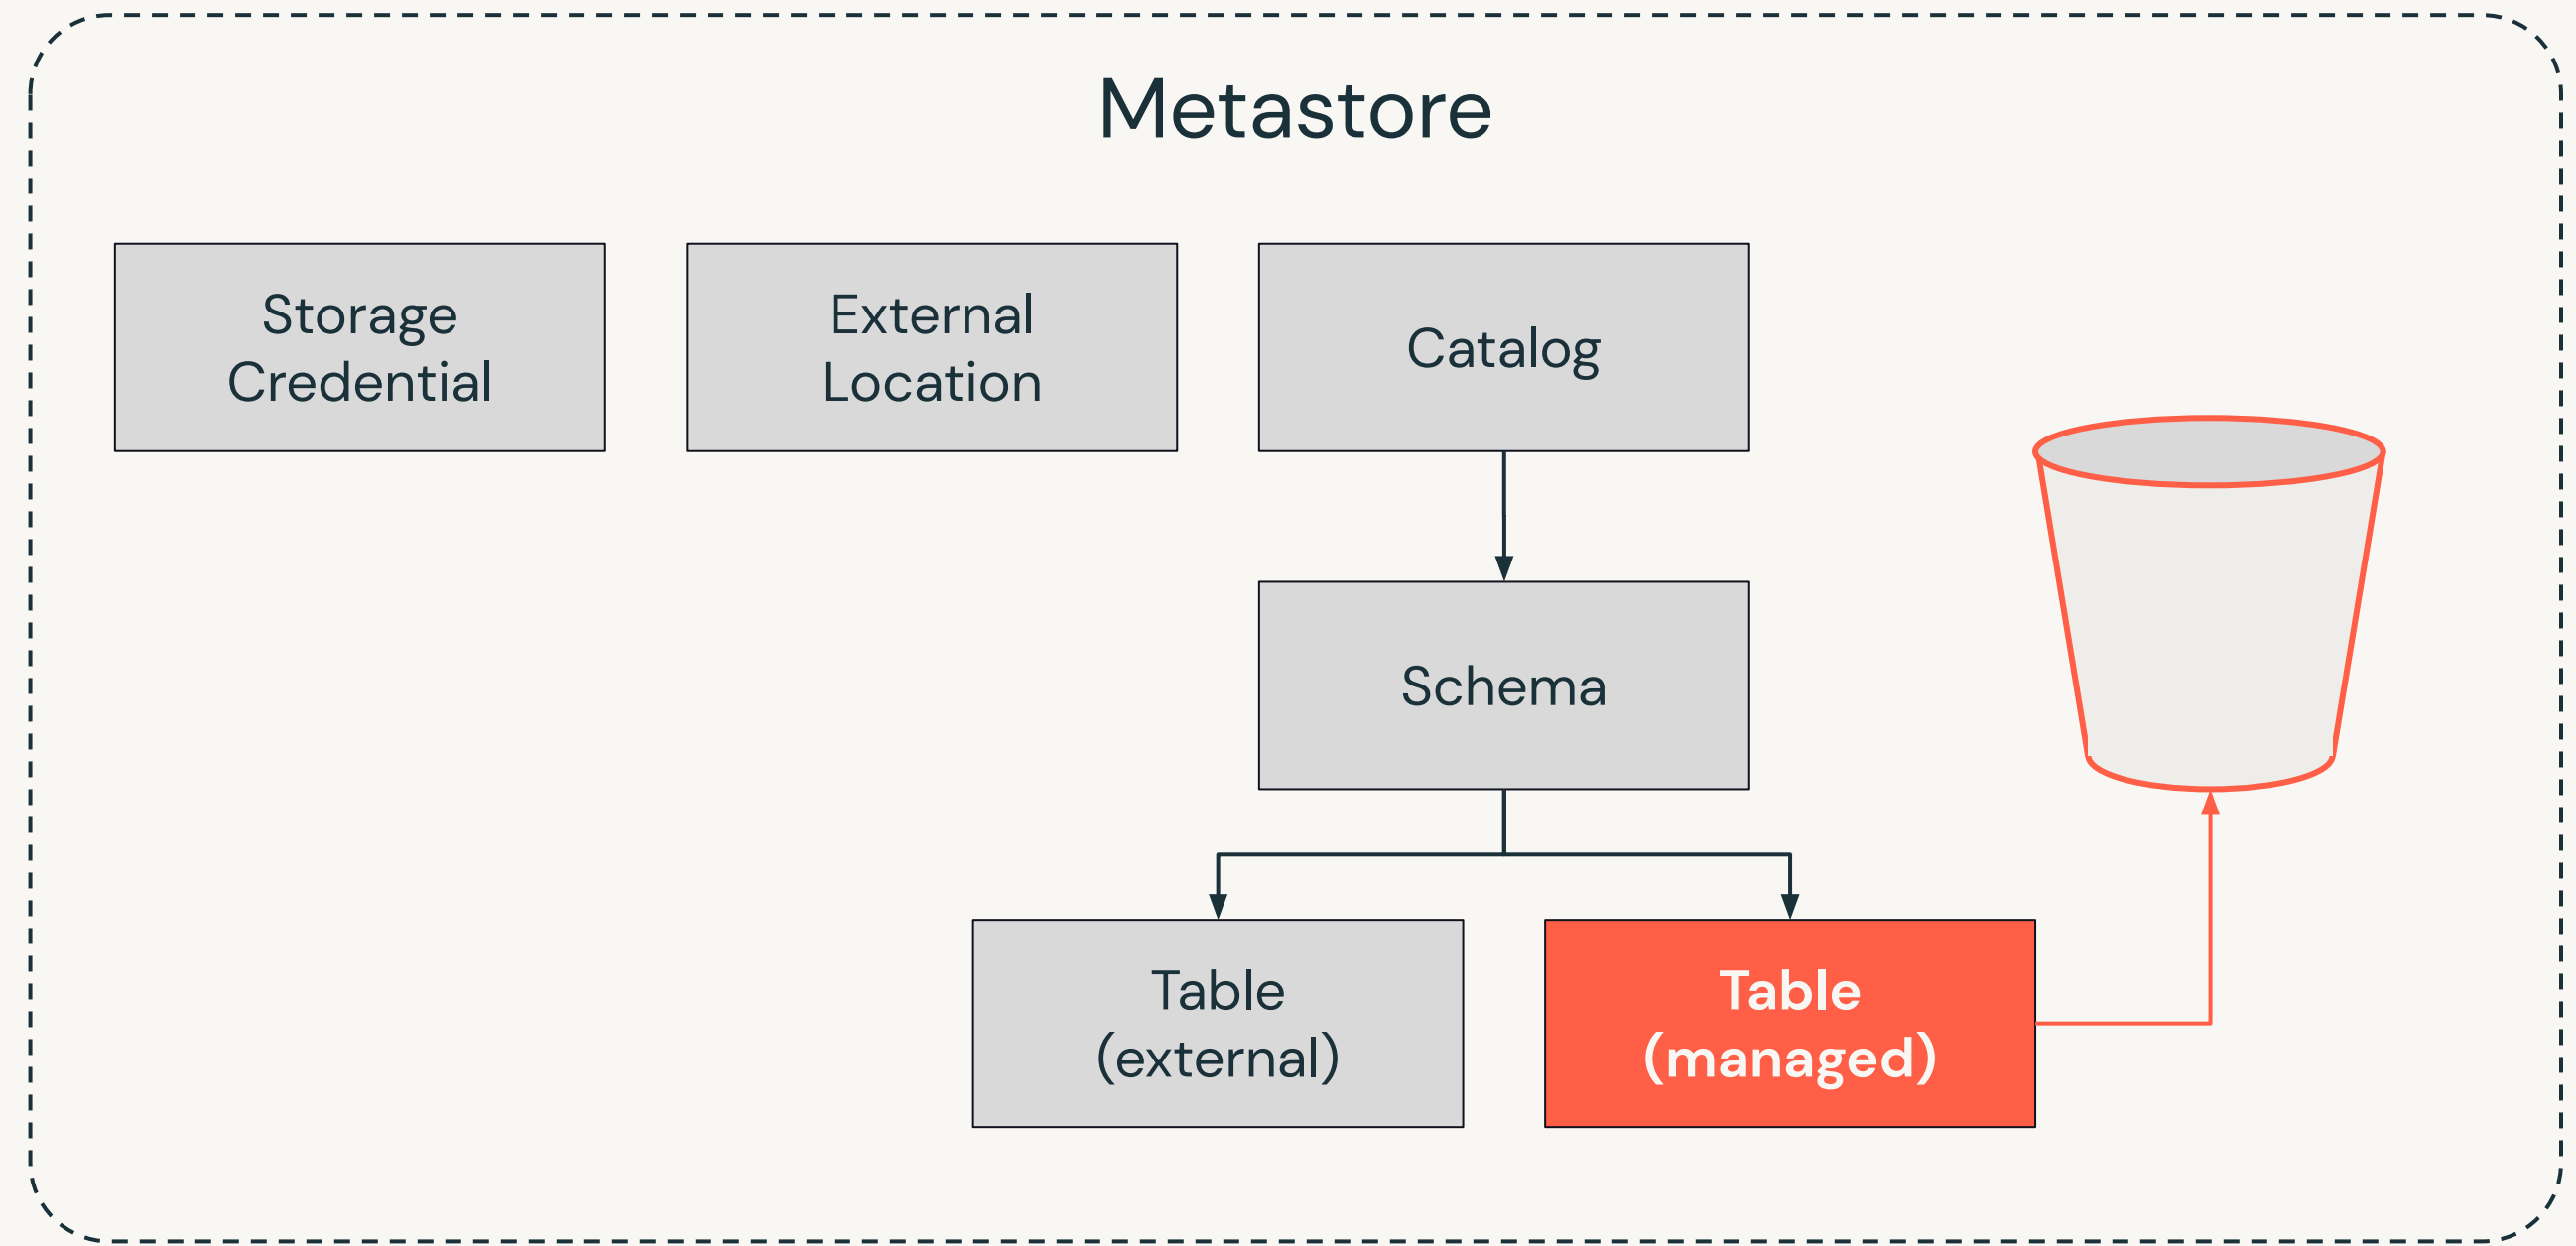 Metastore
Storage
Credential
External
Location
Catalog
Schema
Table
(external)
Table
(managed)